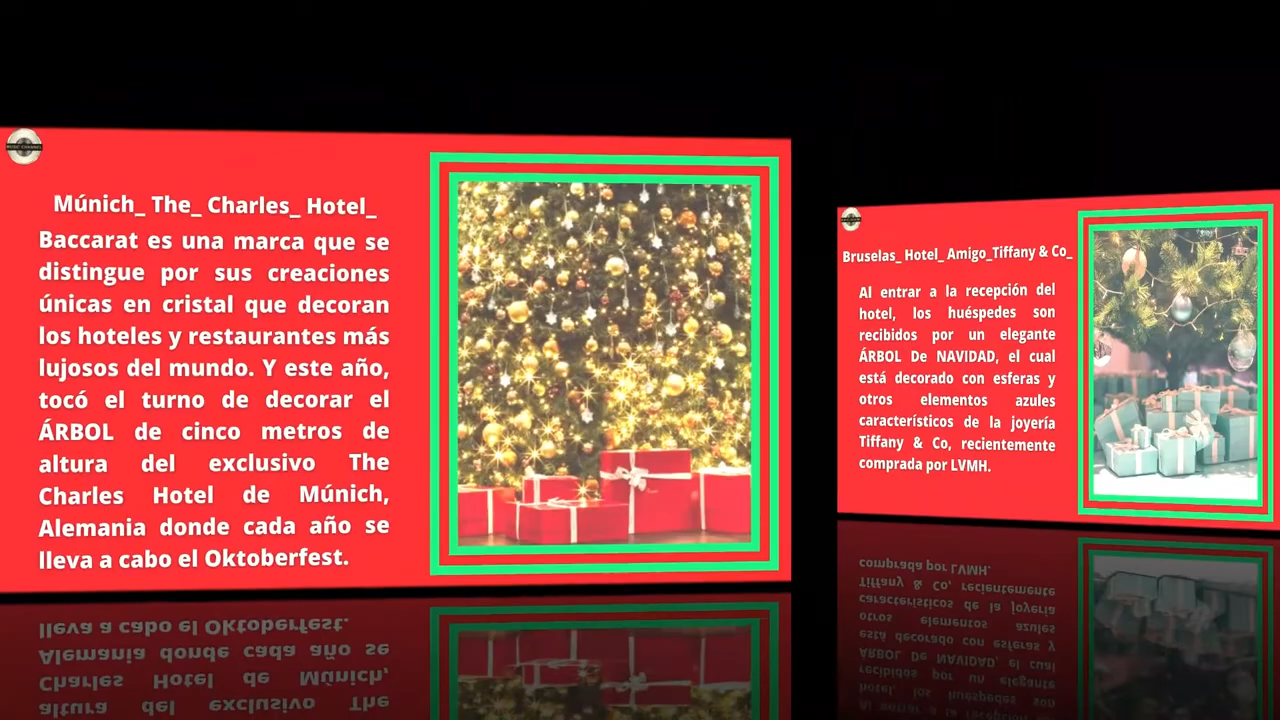 Múnich_ The_ Charles_ Hotel_
Baccarat es una marca que se
distingue por sus creaciones
únicas en cristal que decoran
los hoteles y restaurantes más
lujosos del mundo. Y este año,
tocó el turno de decorar el
ÁRBOL de cinco metros de
altura del exclusivo The
Charles Hotel de Múnich,
Alemania donde cada año se
lleva a cabo el Oktoberfest.
Bruselas_ Hotel_ Amigo_Tiffany & Co_
Al entrar a la recepción del
hotel, los huéspedes son
recibidos por un elegante
ÁRBOL De NAVIDAD, el cual
está decorado con esferas y
otros elementos azules
característicos de la joyería
Tiffany & Co, recientemente
comprada por LVMH.